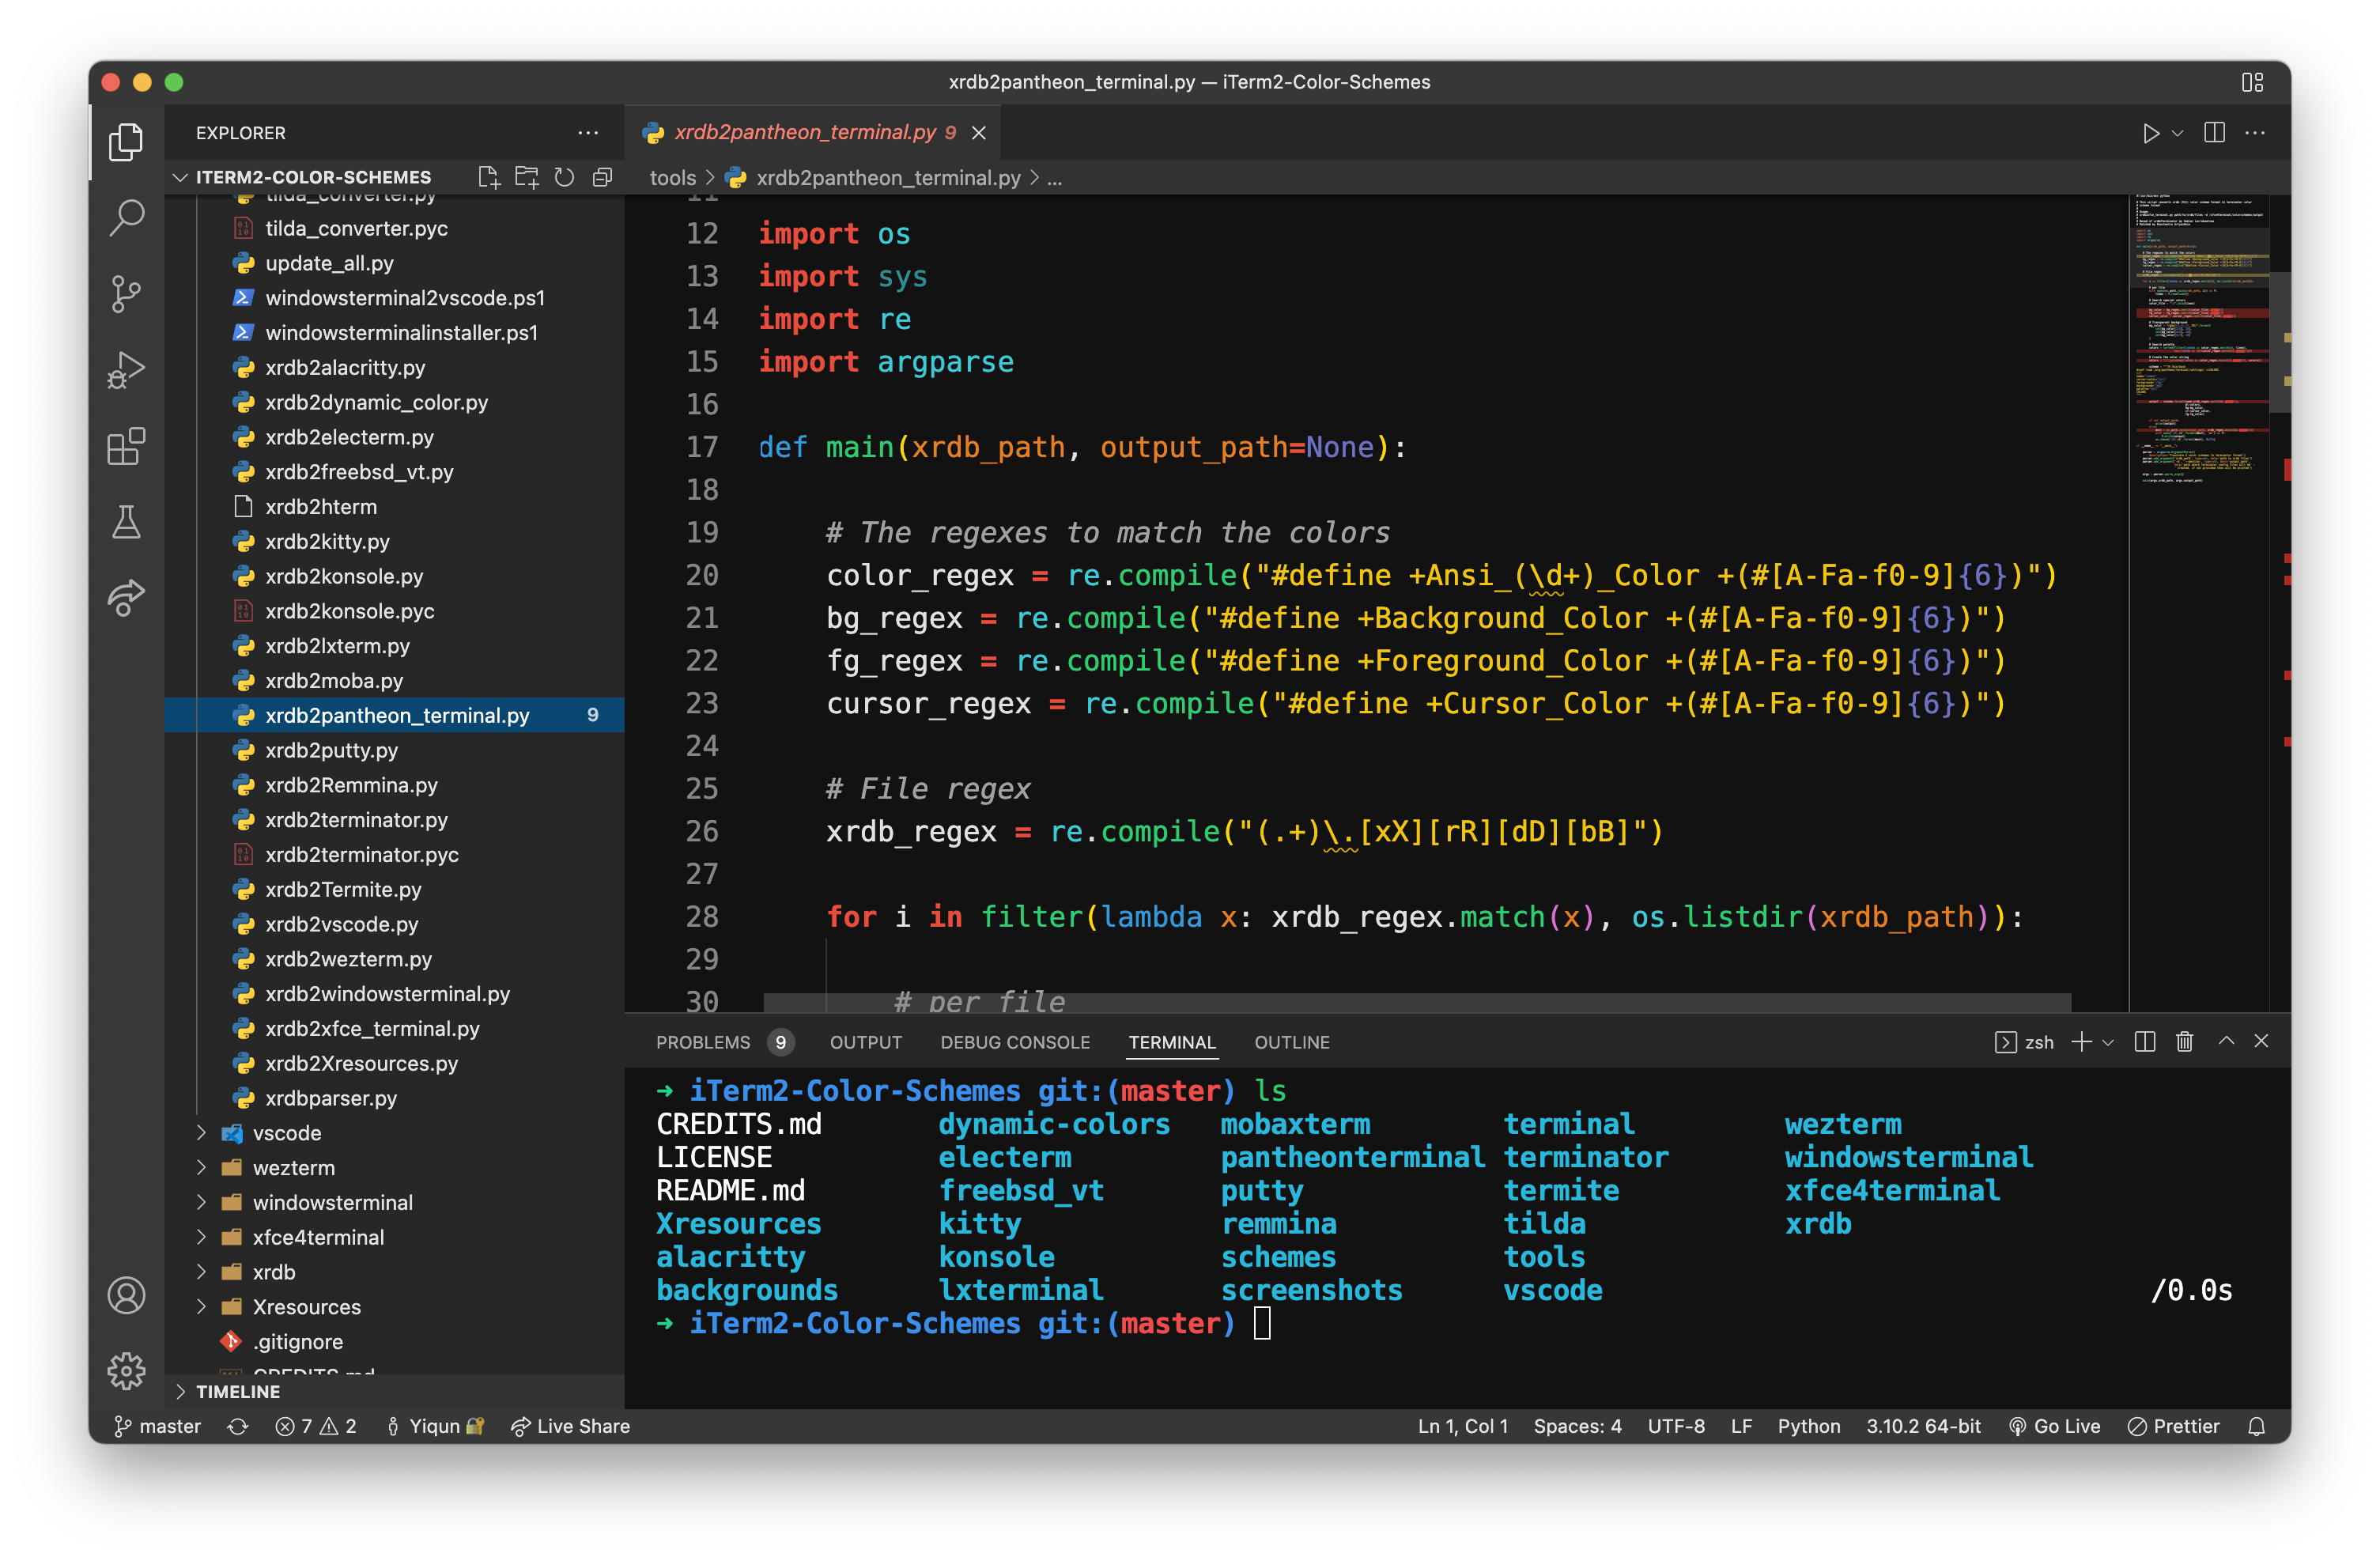 xrdb2pantheon_terminal.py — iTerm2-Color-Schemes
EXPLORER
ITERM2-COLOR-SCHEMES
tilda_converter.py
tilda_converter.pyc
update_all.py
windowsterminal2vscode.ps1
windowsterminalinstaller.ps1
xrdb2alacritty.py
xrdb2dynamic_color.py
xrdb2electerm.py
xrdb2freebsd_vt.py
xrdb2hterm
xrdb2kitty.py
xrdb2konsole.py
xrdb2konsole.pyc
xrdb2lxterm.py
xrdb2moba.py
xrdb2pantheon_terminal.py 9
xrdb2putty.py
xrdb2Remmina.py
xrdb2terminator.py
xrdb2terminator.pyc
xrdb2Termite.py
xrdb2vscode.py
xrdb2wezterm.py
xrdb2windowsterminal.py
xrdb2xfce_terminal.py
xrdb2Xresources.py
xrdbparser.py
vscode
wezterm
windowsterminal
xfce4terminal
xrdb
Xresources
.gitignore
CREDITS.md
TIMELINE
xrdb2pantheon_terminal.py 9
tools > xrdb2pantheon_terminal.py > ...
11
12 import os
13 import sys
14 import re
15 import argparse
16
17 def main(xrdb_path, output_path=None):
18
19 # The regexes to match the colors
20 color_regex = re.compile("#define +Ansi_(\d+)_Color +(#[A-Fa-f0-9]{6})")
21 bg_regex = re.compile("#define +Background_Color +(#[A-Fa-f0-9]{6})")
22 fg_regex = re.compile("#define +Foreground_Color +(#[A-Fa-f0-9]{6})")
23 cursor_regex = re.compile("#define +Cursor_Color +(#[A-Fa-f0-9]{6})")
24
25 # File regex
26 xrdb_regex = re.compile("(.+)\.[xX][rR][dD][bB]")
27
28 for i in filter(lambda x: xrdb_regex.match(x), os.listdir(xrdb_path)):
29
30 # per file
PROBLEMS 9 OUTPUT DEBUG CONSOLE TERMINAL OUTLINE zsh
➜ iTerm2-Color-Schemes git:(master) ls
CREDITS.md dynamic-colors mobaxterm terminal wezterm
LICENSE electerm pantheonterminal terminator windowsterminal
README.md freebsd_vt putty termite xfce4terminal
Xresources kitty remmina tilda xrdb
alacritty konsole schemes tools
backgrounds lxterminal screenshots vscode /0.0s
➜ iTerm2-Color-Schemes git:(master)
master 7 2 Yiqun Live Share Ln 1, Col 1 Spaces: 4 UTF-8 LF Python 3.10.2 64-bit Go Live Prettier